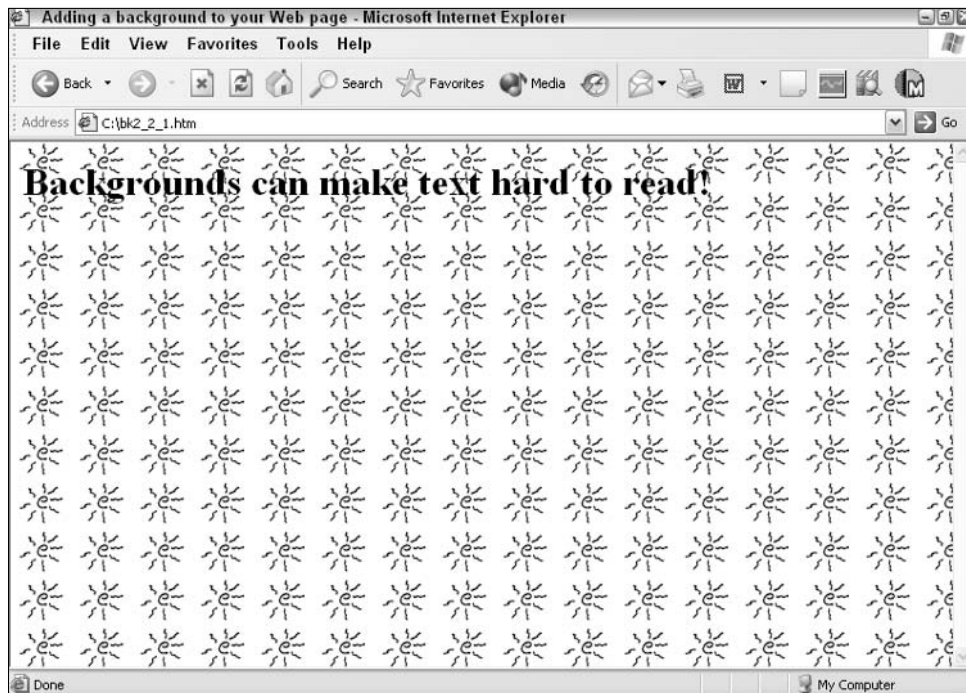 Adding a background to your Web page - Microsoft Internet Explorer
File Edit View Favorites Tools Help
Back Search Favorites Media
Address C:\bk2_2_1.htm Go
Backgrounds can make text hard to read!
Done My Computer